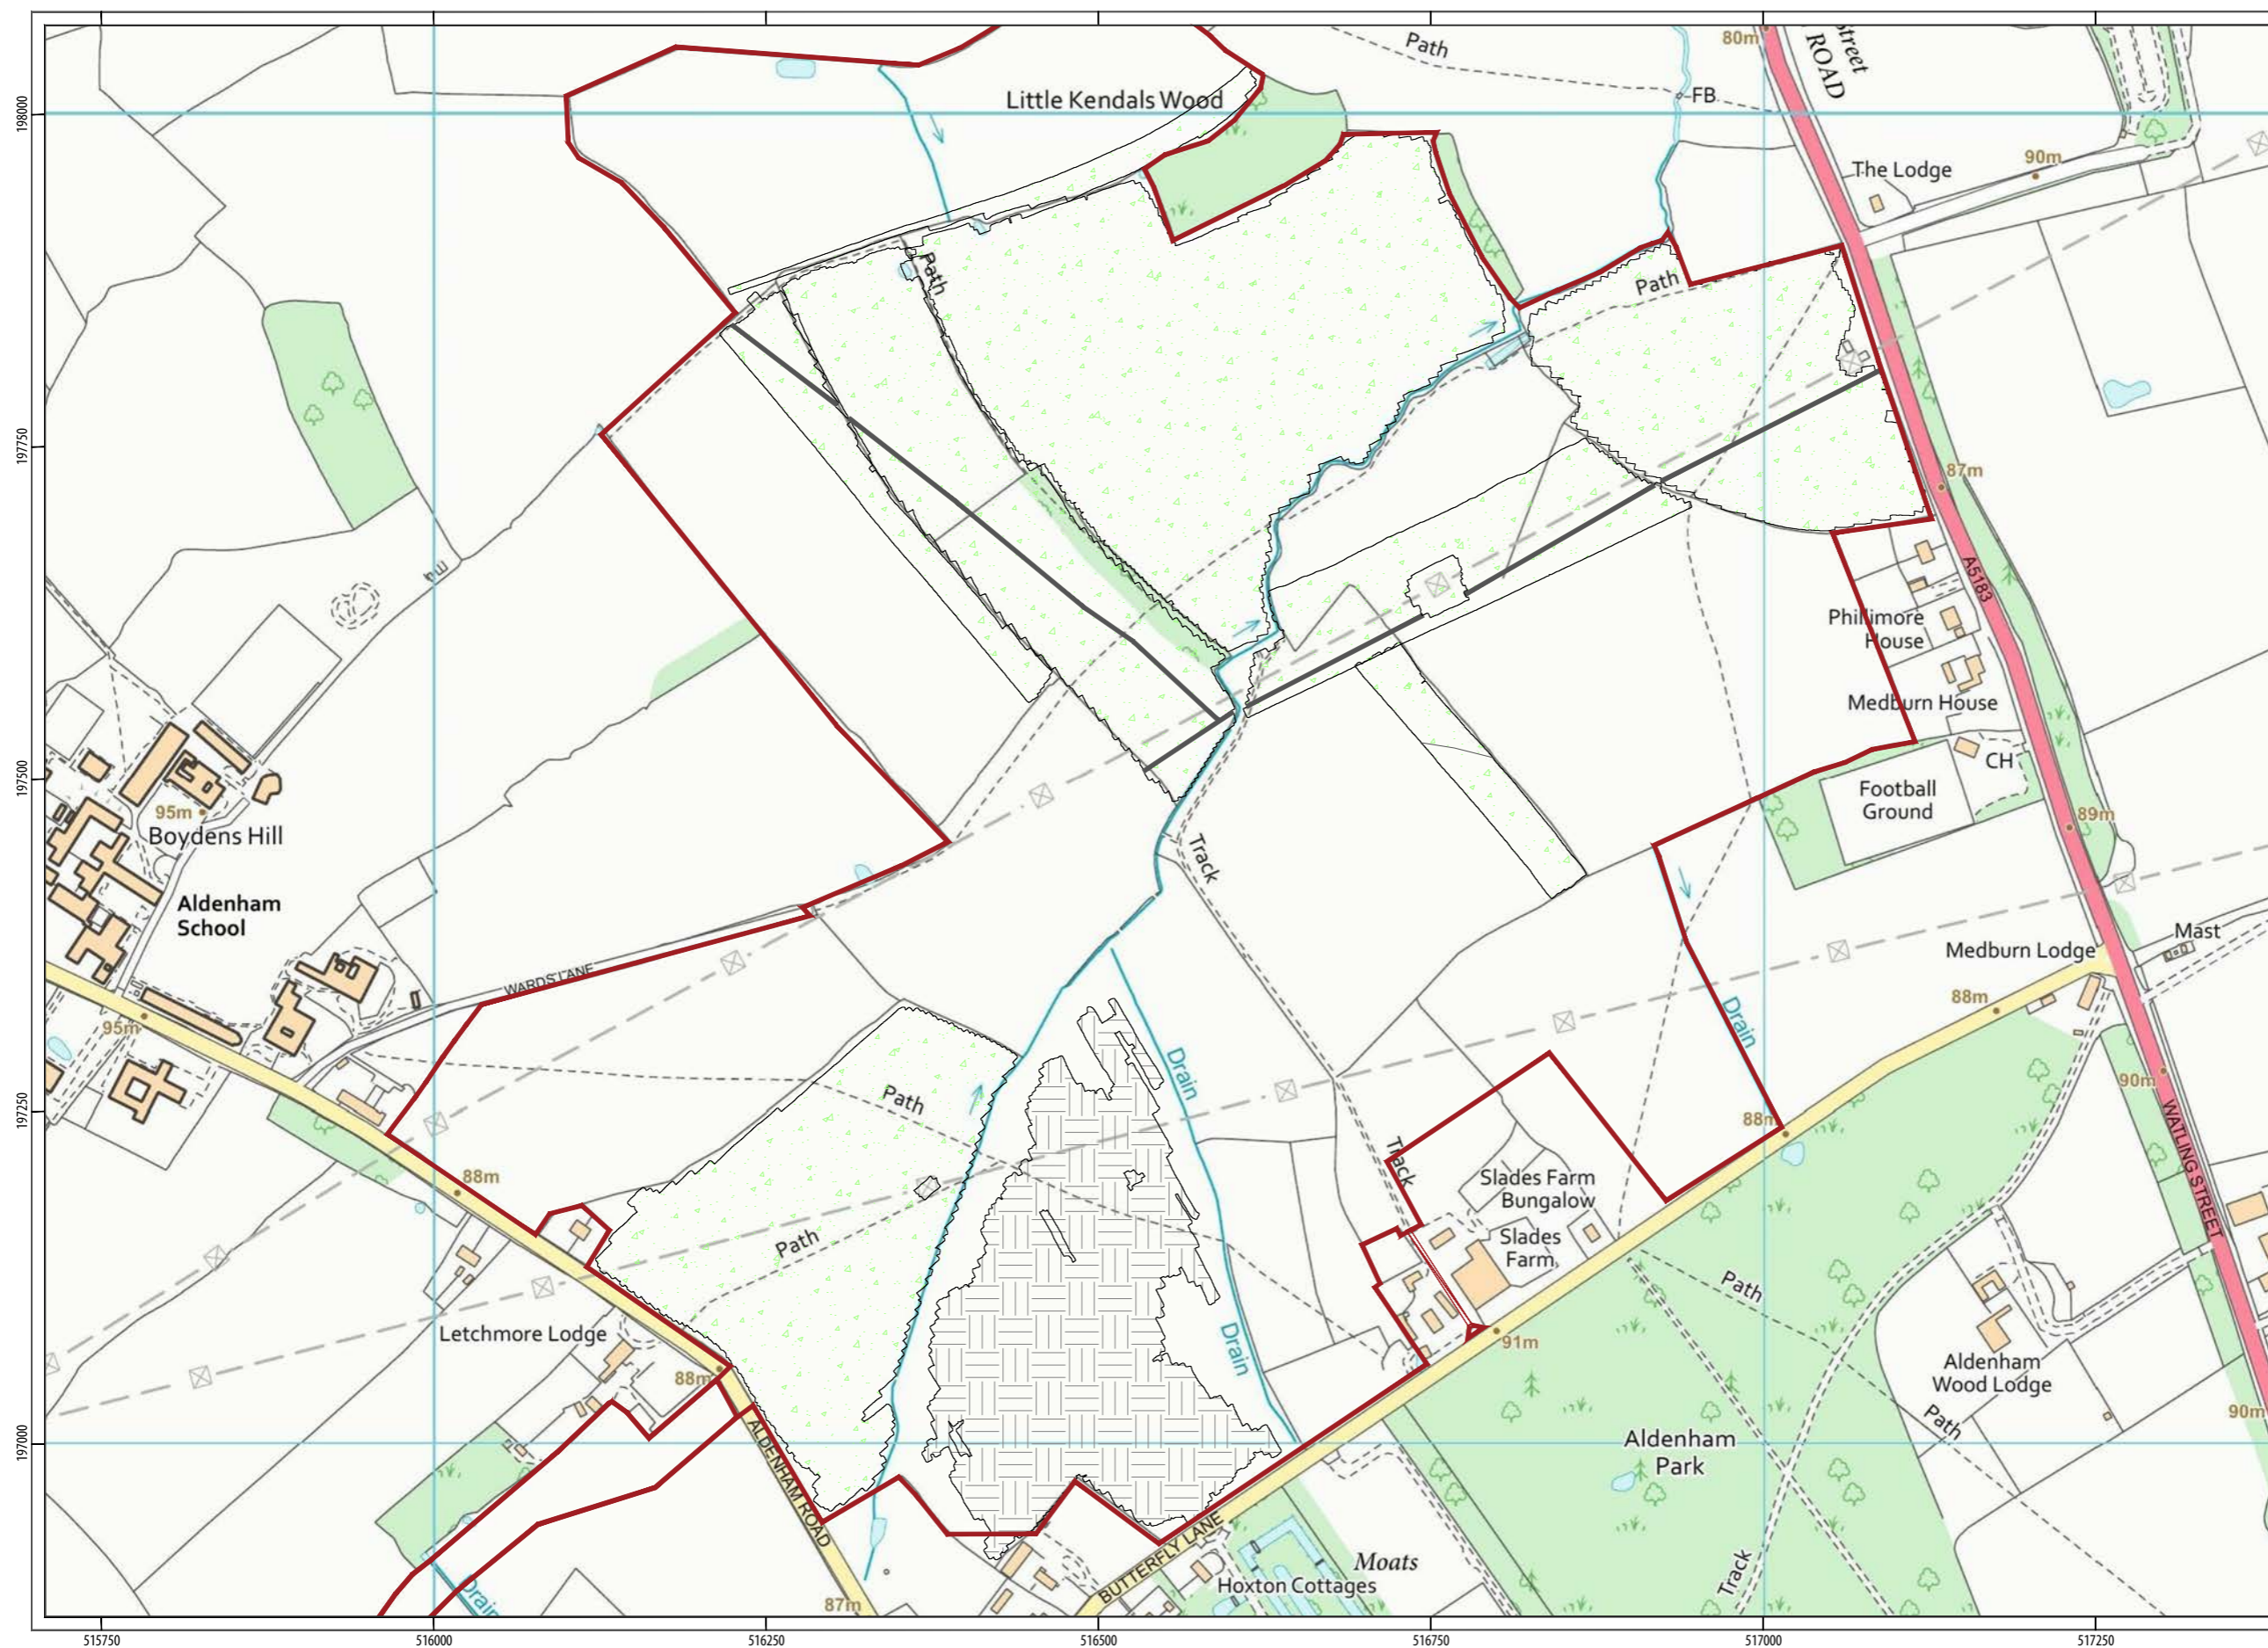 80m
Street
ROAD
Path
FB
Little Kendals Wood
198000
The Lodge
90m
Path
Path
197750
87m
A5183
Phillimore
House
Medburn House
CH
Football
Ground
89m
197500
95m
Boydens Hill
Aldenham
School
Track
WARDS LANE
Mast
Medburn Lodge
88m
95m
Drain
Drain
90m
197250
Path
88m
WATLING STREET
Track
88m
Slades Farm
Bungalow
Slades
Farm
Path
Path
Letchmore Lodge
Drain
91m
88m
Aldenham
Wood Lodge
90m
Path
ALDENHAM ROAD
Aldenham
Park
197000
BUTTERFLY LANE
Moats
Hoxton Cottages
Track
Drain
87m
515750
516000
516250
516500
516750
517000
517250